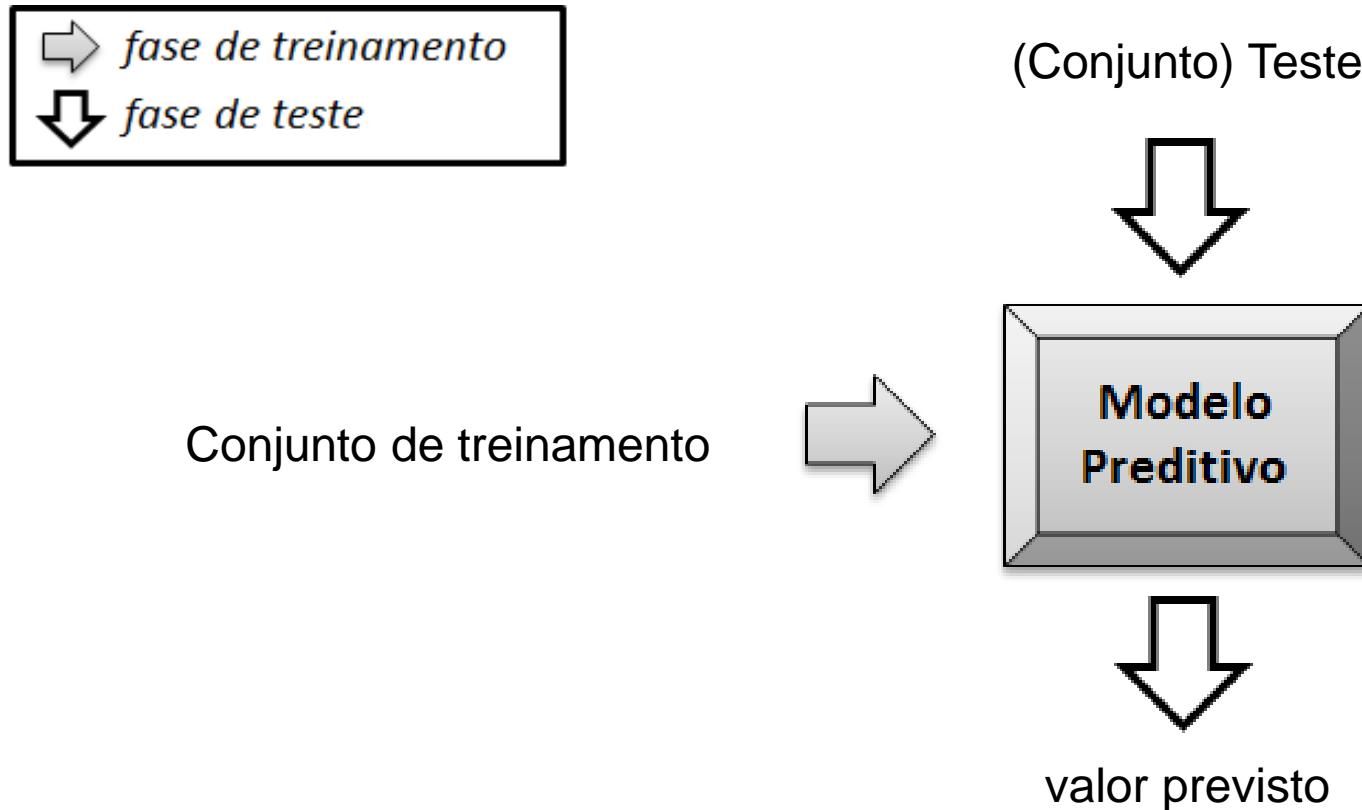 fase de treinamento
fase de teste
(Conjunto) Teste
Conjunto de treinamento
Modelo
Preditivo
valor previsto